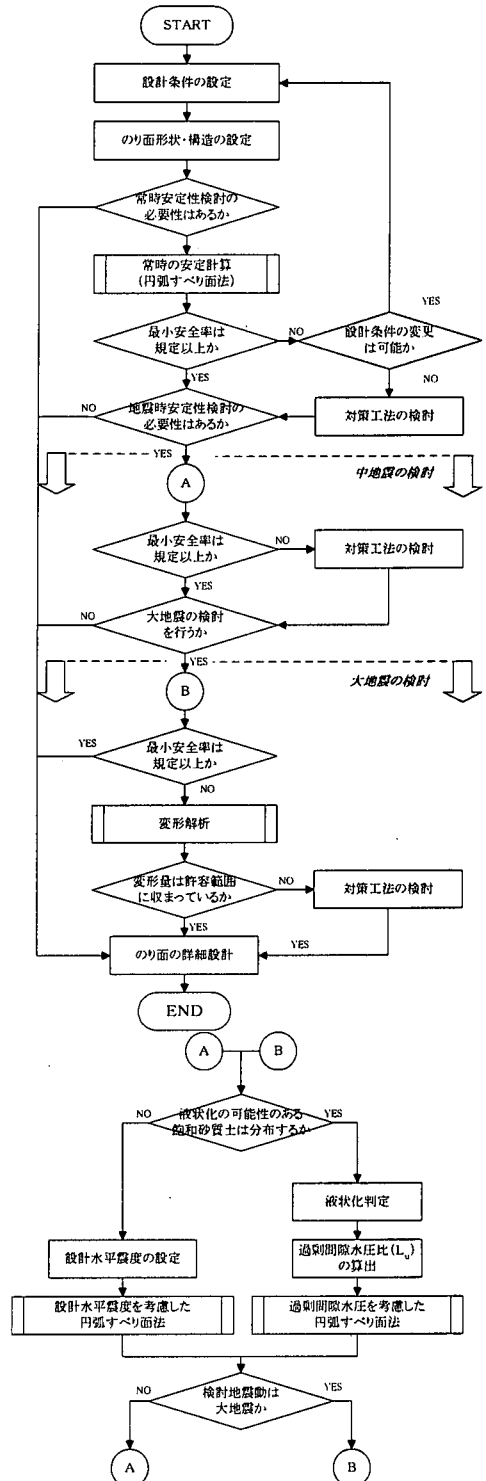 START
設計条件の設定
のり面形状・構造の設定
常時安定性検討の
必要性はあるか
常時の安定計算
(円弧すべり面法)
YES
最小安全率は
規定以上か
NO
設計条件の変更
は可能か
YES
NO
NO
地震時安定性検討の
必要性はあるか
対策工法の検討
YES
A
中地震の検討
最小安全率は
規定以上か
NO
対策工法の検討
YES
NO
大地震の検討
を行うか
YES
B
大地震の検討
YES
最小安全率は
規定以上か
NO
変形解析
変形量は許容範囲
に収まっているか
NO
対策工法の検討
YES
のり面の詳細設計
YES
END
A
B
NO
液状化の可能性のある
飽和砂質土は分布するか
YES
液状化判定
設計水平震度の設定
過剰間隙水圧比(Lu)
の算出
設計水平震度を考慮した
円弧すべり面法
過剰間隙水圧を考慮した
円弧すべり面法
NO
検討地震動は
大地震か
YES
A
B